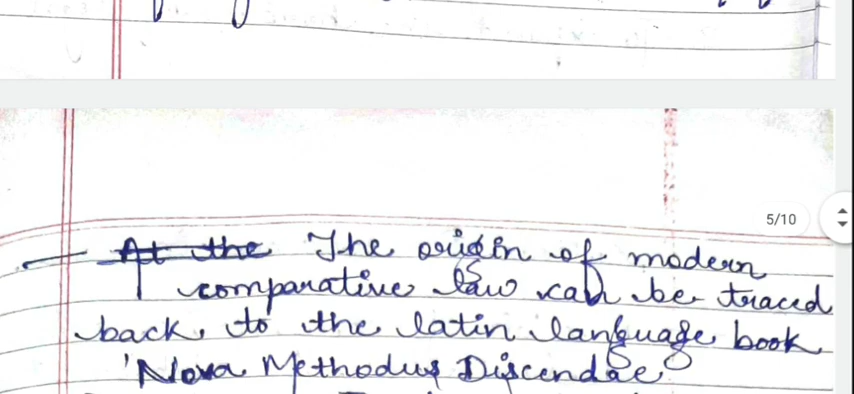 5/10
— ~~At the~~ The origin of modern
comparative law can be traced
back to the latin language book
'Nova Methodus Discendae